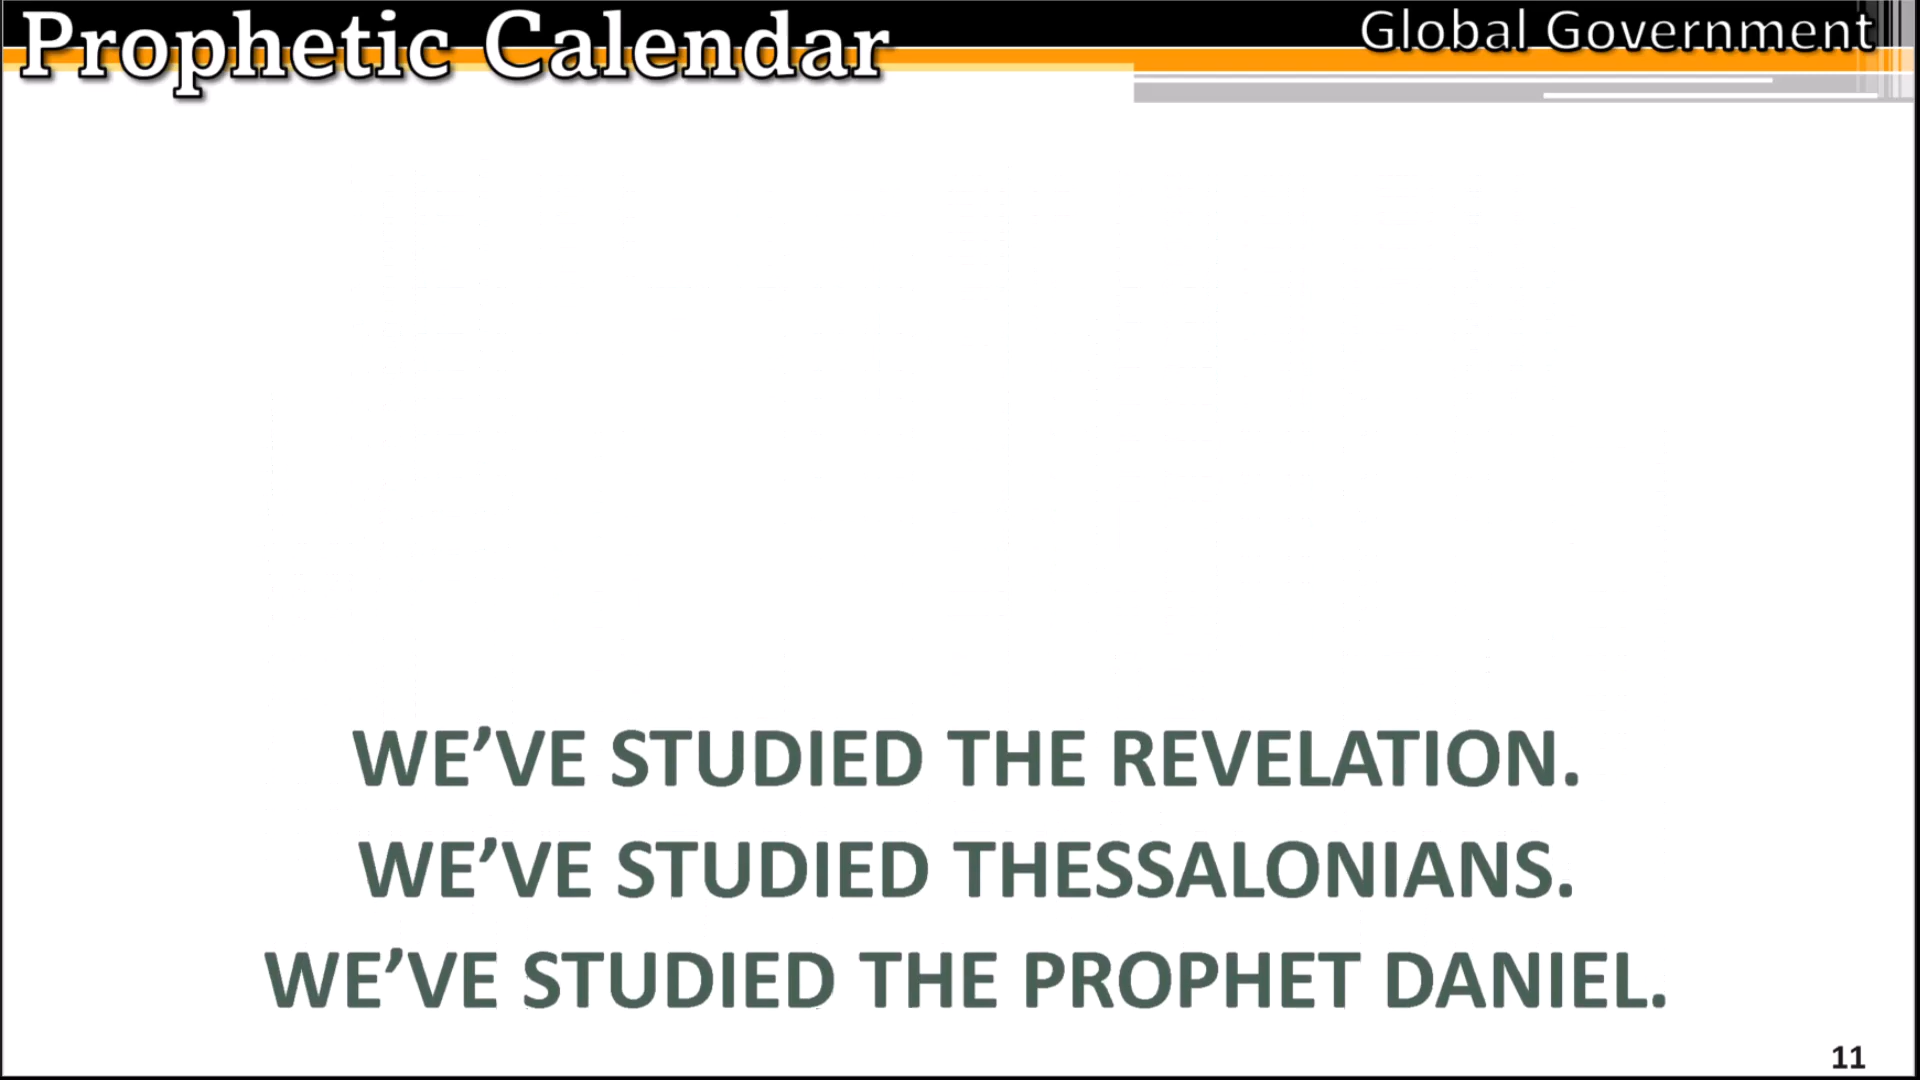 Prophetic Calendar
Global Government
WE’VE STUDIED THE REVELATION.
WE’VE STUDIED THESSALONIANS.
WE’VE STUDIED THE PROPHET DANIEL.
11